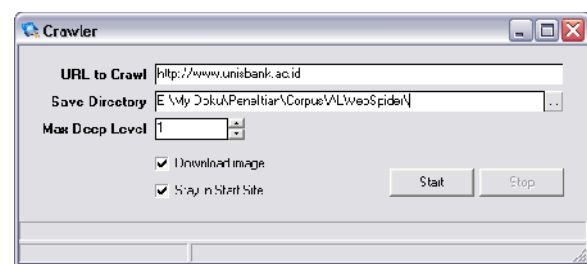 Crawler
URL to Crawl http://www.unisbank.ac.id
Save Directory E:\My Doku\Penelitian\Corpus\ALWebSpider\
..
Max Deep Level 1
Download image
Stay in Start Site
Start Stop